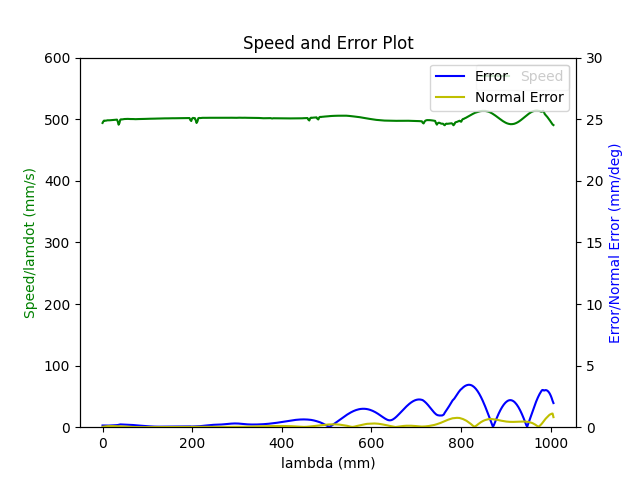 Speed and Error Plot
600
500
400
300
200
100
0
Speed/lamdot (mm/s)
0
200
400
600
800
1000
lambda (mm)
30
25
20
15
10
5
0
Error/Normal Error (mm/deg)
Error
Speed
Normal Error